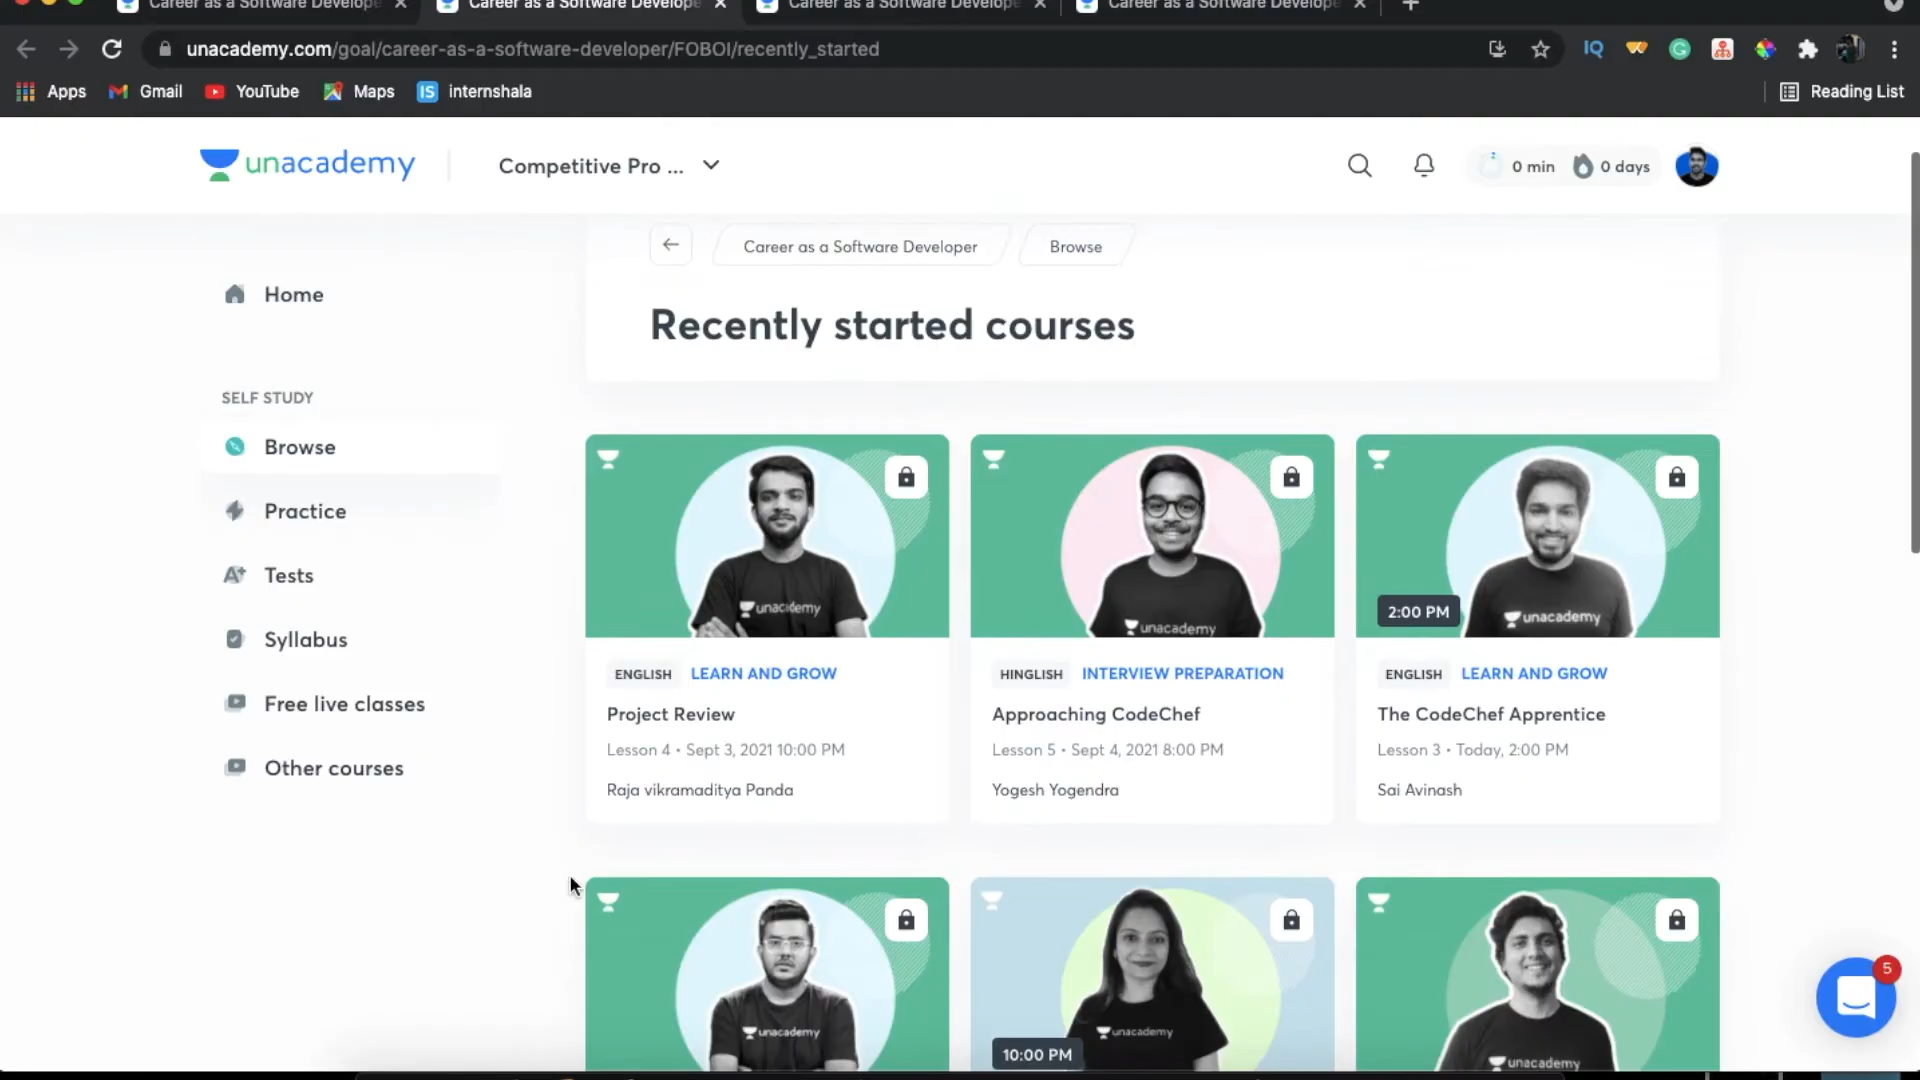 Career as a Software Develope
Career as a Software Develope
Career as a Software Develope
Career as a Software Develope
unacademy.com/goal/career-as-a-software-developer/FOBOI/recently_started
IQ
Apps
Gmail
YouTube
Maps
IS internshala
Reading List
unacademy
Competitive Pro ...
0 min
0 days
Career as a Software Developer
Browse
Home
Recently started courses
SELF STUDY
Browse
Practice
A+ Tests
Syllabus
Free live classes
Other courses
unacademy
unacademy
2:00 PM
unacademy
ENGLISH LEARN AND GROW
Project Review
Lesson 4 • Sept 3, 2021 10:00 PM
Raja vikramaditya Panda
HINGLISH INTERVIEW PREPARATION
Approaching CodeChef
Lesson 5 • Sept 4, 2021 8:00 PM
Yogesh Yogendra
ENGLISH LEARN AND GROW
The CodeChef Apprentice
Lesson 3 • Today, 2:00 PM
Sai Avinash
unacademy
10:00 PM
unacademy
unacademy
5